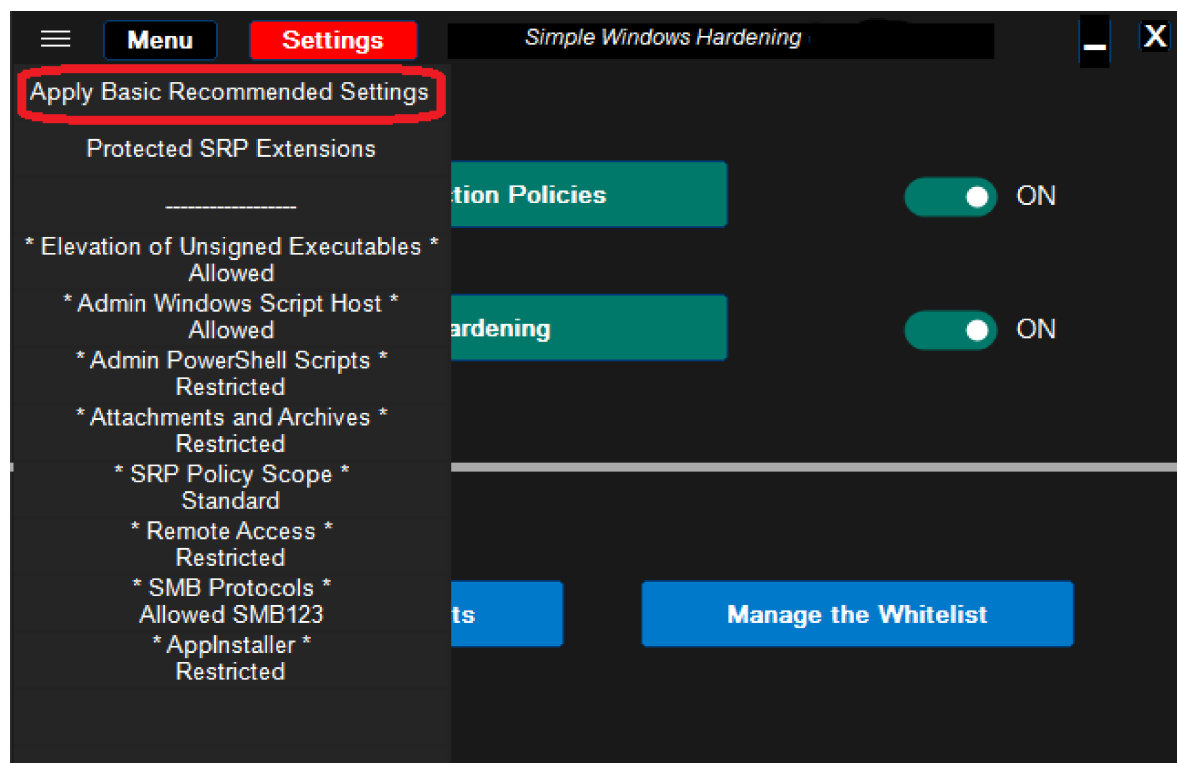 Menu
Settings
Simple Windows Hardening
X
Apply Basic Recommended Settings
Protected SRP Extensions
-------------------
* Elevation of Unsigned Executables *
Allowed
* Admin Windows Script Host *
Allowed
* Admin PowerShell Scripts *
Restricted
* Attachments and Archives *
Restricted
* SRP Policy Scope *
Standard
* Remote Access *
Restricted
* SMB Protocols *
Allowed SMB123
* AppInstaller *
Restricted
tion Policies
ON
ardening
ON
ts
Manage the Whitelist